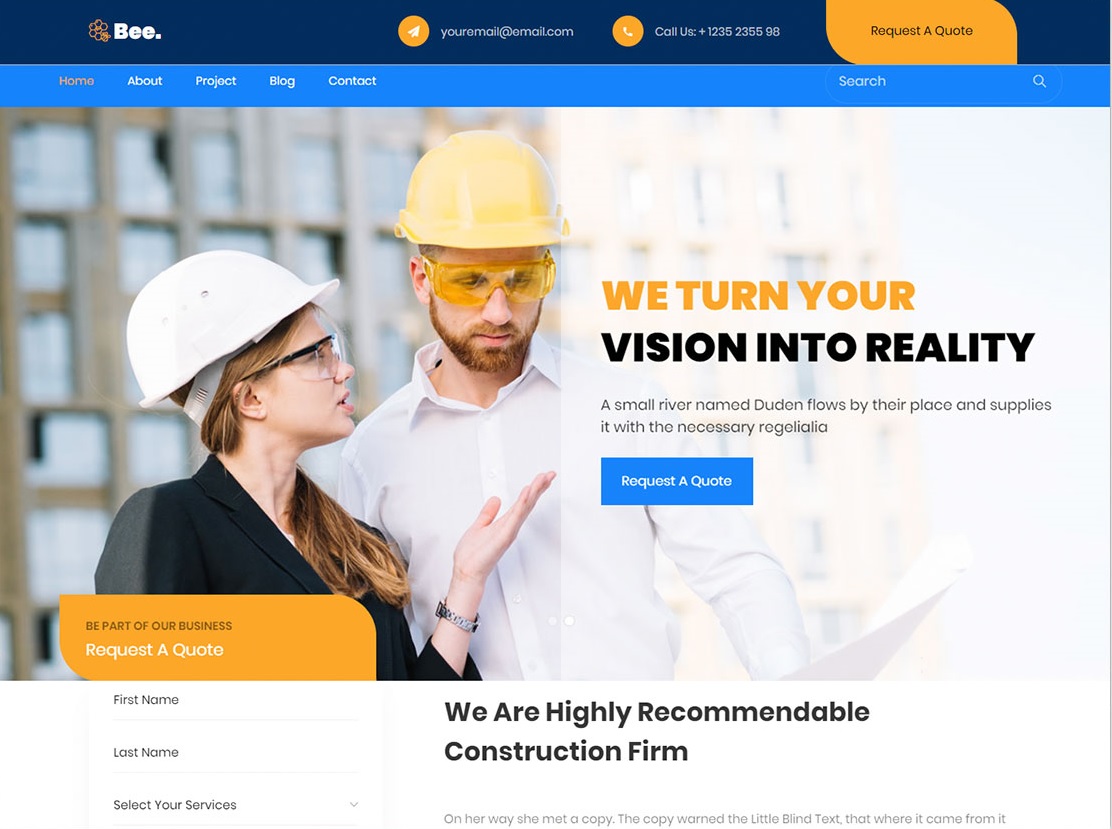 Bee.
youremail@email.com
Call Us: + 1235 2355 98
Request A Quote
Home
About
Project
Blog
Contact
Search
WE TURN YOUR
VISION INTO REALITY
A small river named Duden flows by their place and supplies
it with the necessary regelialia
Request A Quote
BE PART OF OUR BUSINESS
Request A Quote
First Name
Last Name
Select Your Services
We Are Highly Recommendable
Construction Firm
On her way she met a copy. The copy warned the Little Blind Text, that where it came from it